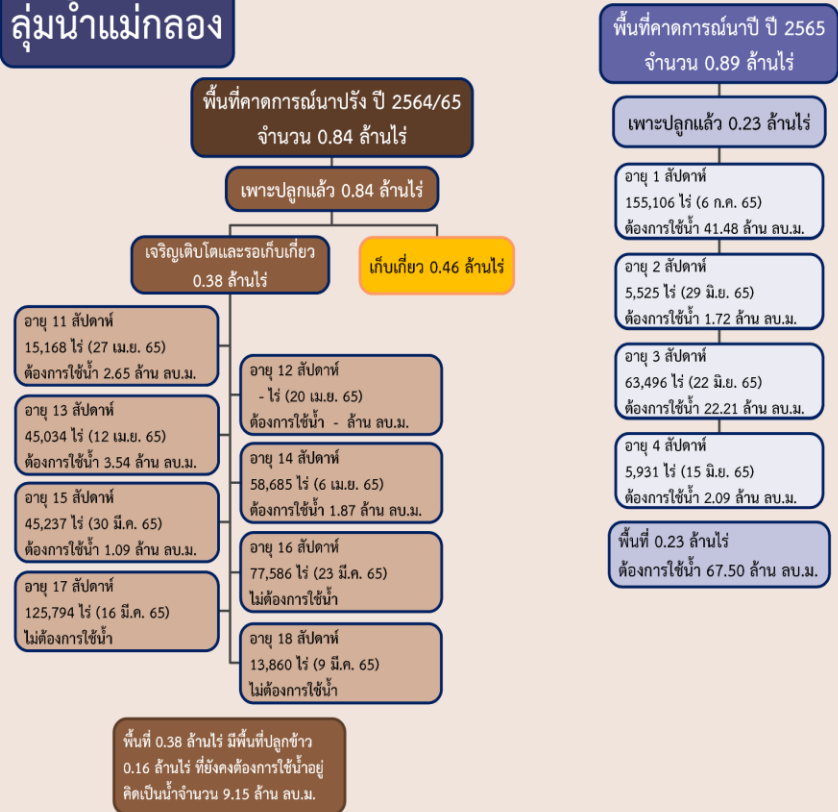 ลุ่มน้ำแม่กลอง
พื้นที่คาดการณ์นาปรัง ปี 2564/65
จำนวน 0.84 ล้านไร่
เพาะปลูกแล้ว 0.84 ล้านไร่
เจริญเติบโตและรอเก็บเกี่ยว
0.38 ล้านไร่
เก็บเกี่ยว 0.46 ล้านไร่
อายุ 11 สัปดาห์
15,168 ไร่ (27 เม.ย. 65)
ต้องการใช้น้ำ 2.65 ล้าน ลบ.ม.
อายุ 12 สัปดาห์
- ไร่ (20 เม.ย. 65)
ต้องการใช้น้ำ - ล้าน ลบ.ม.
อายุ 13 สัปดาห์
45,034 ไร่ (12 เม.ย. 65)
ต้องการใช้น้ำ 3.54 ล้าน ลบ.ม.
อายุ 14 สัปดาห์
58,685 ไร่ (6 เม.ย. 65)
ต้องการใช้น้ำ 1.87 ล้าน ลบ.ม.
อายุ 15 สัปดาห์
45,237 ไร่ (30 มี.ค. 65)
ต้องการใช้น้ำ 1.09 ล้าน ลบ.ม.
อายุ 16 สัปดาห์
77,586 ไร่ (23 มี.ค. 65)
ไม่ต้องการใช้น้ำ
อายุ 17 สัปดาห์
125,794 ไร่ (16 มี.ค. 65)
ไม่ต้องการใช้น้ำ
อายุ 18 สัปดาห์
13,860 ไร่ (9 มี.ค. 65)
ไม่ต้องการใช้น้ำ
พื้นที่ 0.38 ล้านไร่ มีพื้นที่ปลูกข้าว
0.16 ล้านไร่ ที่ยังคงต้องการใช้น้ำอยู่
คิดเป็นน้ำจำนวน 9.15 ล้าน ลบ.ม.
พื้นที่คาดการณ์นาปี ปี 2565
จำนวน 0.89 ล้านไร่
เพาะปลูกแล้ว 0.23 ล้านไร่
อายุ 1 สัปดาห์
155,106 ไร่ (6 ก.ค. 65)
ต้องการใช้น้ำ 41.48 ล้าน ลบ.ม.
อายุ 2 สัปดาห์
5,525 ไร่ (29 มิ.ย. 65)
ต้องการใช้น้ำ 1.72 ล้าน ลบ.ม.
อายุ 3 สัปดาห์
63,496 ไร่ (22 มิ.ย. 65)
ต้องการใช้น้ำ 22.21 ล้าน ลบ.ม.
อายุ 4 สัปดาห์
5,931 ไร่ (15 มิ.ย. 65)
ต้องการใช้น้ำ 2.09 ล้าน ลบ.ม.
พื้นที่ 0.23 ล้านไร่
ต้องการใช้น้ำ 67.50 ล้าน ลบ.ม.